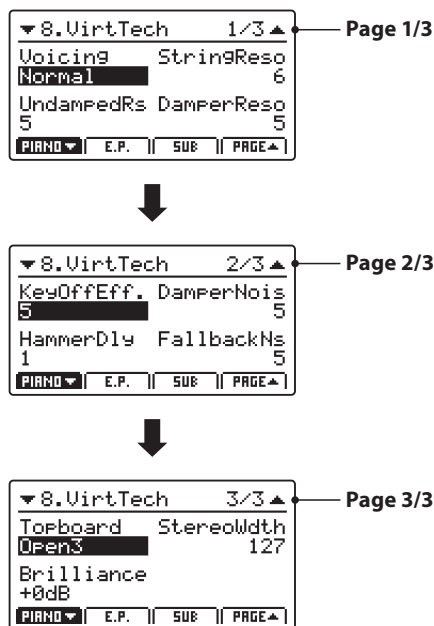 ▼8.VirtTech 1/3▲ Page 1/3
Voicing StringReso
Normal 6
UndampedRs DamperReso
5 5
PIANO▼ E.P. SUB PAGE▲
▼8.VirtTech 2/3▲ Page 2/3
KeyOffEff. DamperNois
5 5
HammerDly FallbackNs
1 5
PIANO▼ E.P. SUB PAGE▲
▼8.VirtTech 3/3▲ Page 3/3
Topboard StereoWdth
Open3 127
Brilliance
+0dB
PIANO▼ E.P. SUB PAGE▲